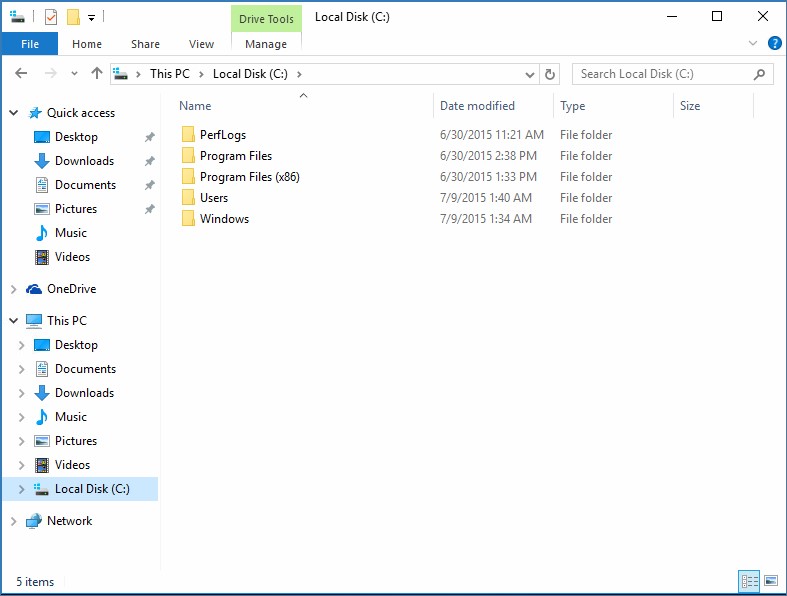 Drive Tools Local Disk (C:)
File Home Share View Manage
This PC Local Disk (C:) Search Local Disk (C:)
Name Date modified Type Size
Quick access
Desktop
Downloads
Documents
Pictures
Music
Videos
OneDrive
This PC
Desktop
Documents
Downloads
Music
Pictures
Videos
Local Disk (C:)
Network
PerfLogs 6/30/2015 11:21 AM File folder
Program Files 6/30/2015 2:38 PM File folder
Program Files (x86) 6/30/2015 1:33 PM File folder
Users 7/9/2015 1:40 AM File folder
Windows 7/9/2015 1:34 AM File folder
5 items